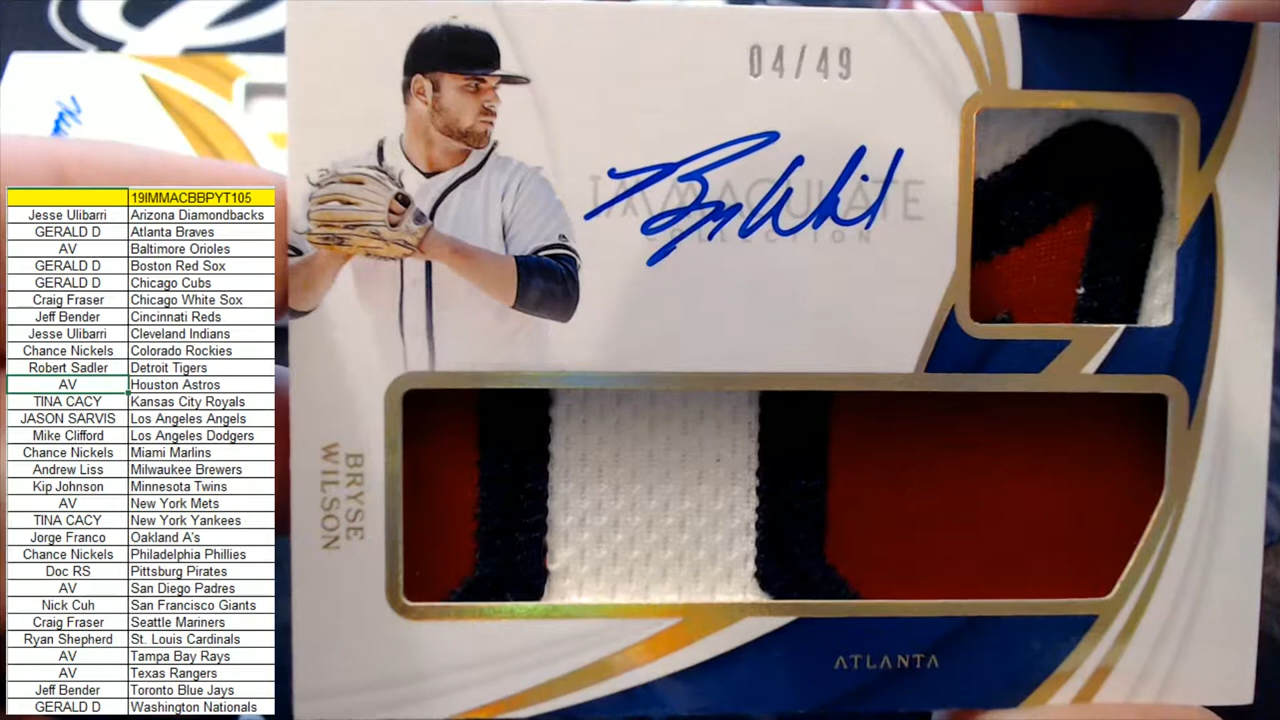 19IMMACBBPYT105
Jesse Ulibarri Arizona Diamondbacks
GERALD D Atlanta Braves
AV Baltimore Orioles
GERALD D Boston Red Sox
GERALD D Chicago Cubs
Craig Fraser Chicago White Sox
Jeff Bender Cincinnati Reds
Jesse Ulibarri Cleveland Indians
Chance Nickels Colorado Rockies
Robert Sadler Detroit Tigers
AV Houston Astros
TINA CACY Kansas City Royals
JASON SARVIS Los Angeles Angels
Mike Clifford Los Angeles Dodgers
Chance Nickels Miami Marlins
Andrew Liss Milwaukee Brewers
Kip Johnson Minnesota Twins
AV New York Mets
TINA CACY New York Yankees
Jorge Franco Oakland A's
Chance Nickels Philadelphia Phillies
Doc RS Pittsburg Pirates
AV San Diego Padres
Nick Cuh San Francisco Giants
Craig Fraser Seattle Mariners
Ryan Shepherd St. Louis Cardinals
AV Tampa Bay Rays
AV Texas Rangers
Jeff Bender Toronto Blue Jays
GERALD D Washington Nationals
04/49
IMMACULATE
COLLECTION
BRYSE
WILSON
ATLANTA